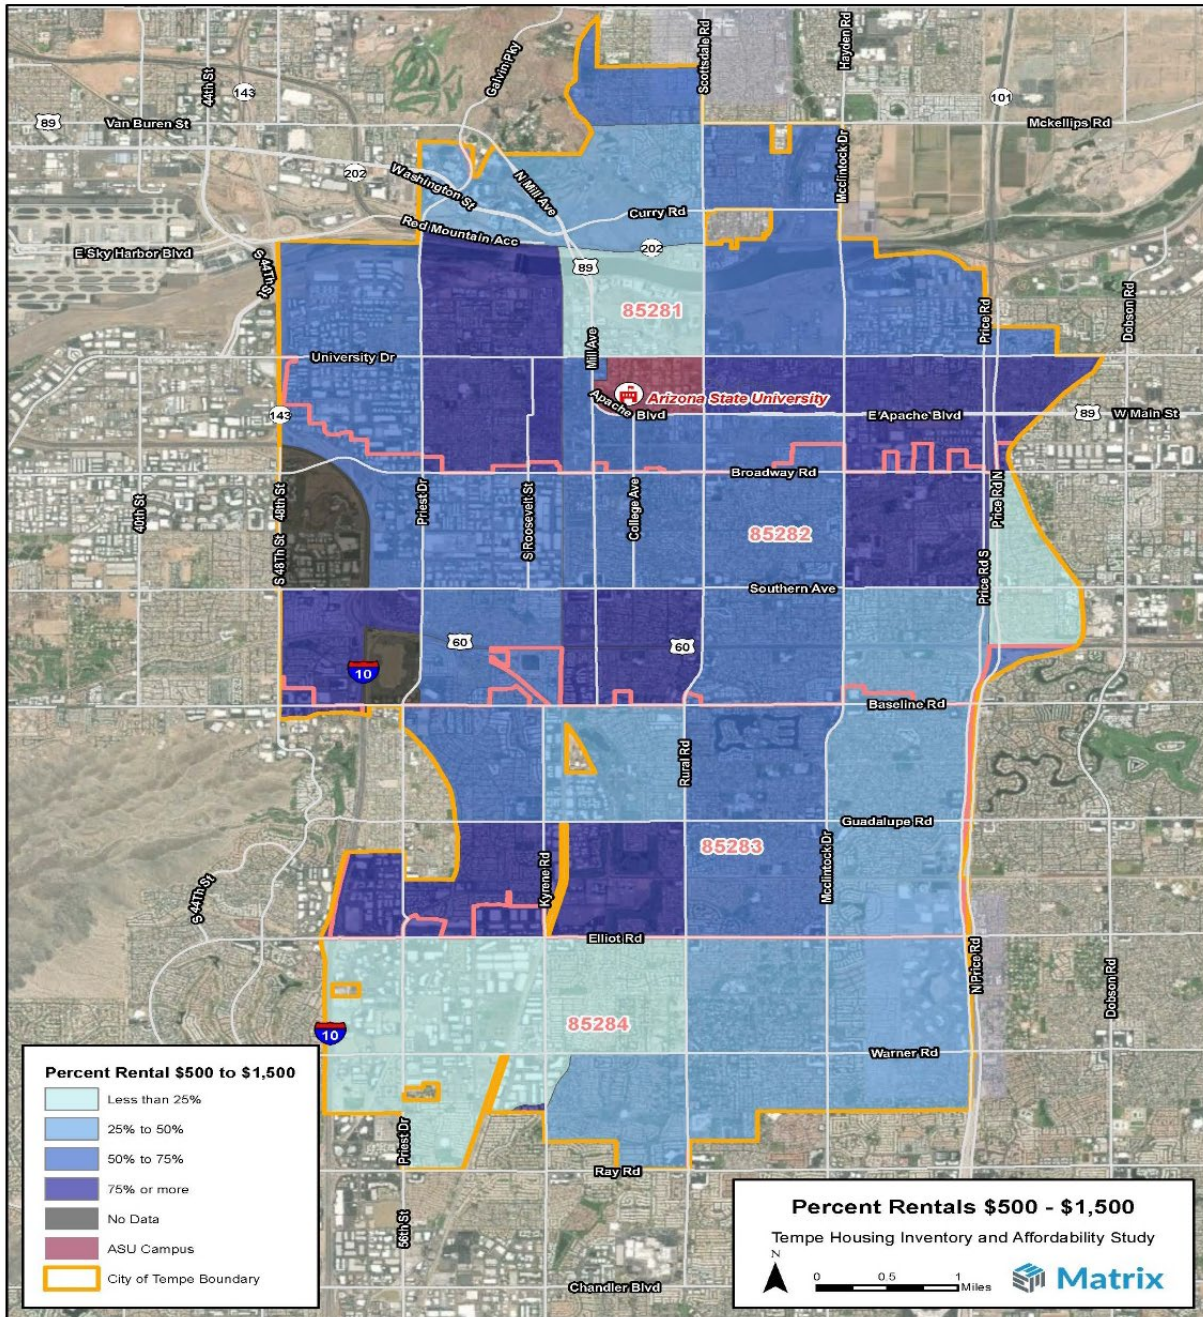 Galvin Pky
Scottsdale Rd
Hayden Rd
44th St
143
101
89
Van Buren St
Mckellips Rd
202
Washington St
N Mill Ave
Mcclintock Dr
Curry Rd
Red Mountain Acc
202
E Sky Harbor Blvd
S 44Th St
89
85281
Price Rd
Dobson Rd
Mill Ave
University Dr
Arizona State University
Apache Blvd
E Apache Blvd
89
W Main St
143
Broadway Rd
40th St
48th St
S 48Th St
Priest Dr
S Roosevelt St
College Ave
85282
Price Rd N
Price Rd S
Southern Ave
60
60
10
Baseline Rd
Rural Rd
Guadalupe Rd
85283
Mcclintock Dr
S 44Th St
Kyrene Rd
Elliot Rd
N Price Rd
Dobson Rd
85284
10
Warner Rd
Priest Dr
Ray Rd
56th St
Chandler Blvd
Percent Rental $500 to $1,500
Less than 25%
25% to 50%
50% to 75%
75% or more
No Data
ASU Campus
City of Tempe Boundary
Percent Rentals $500 - $1,500
Tempe Housing Inventory and Affordability Study
N
0 0.5 1
Miles
Matrix